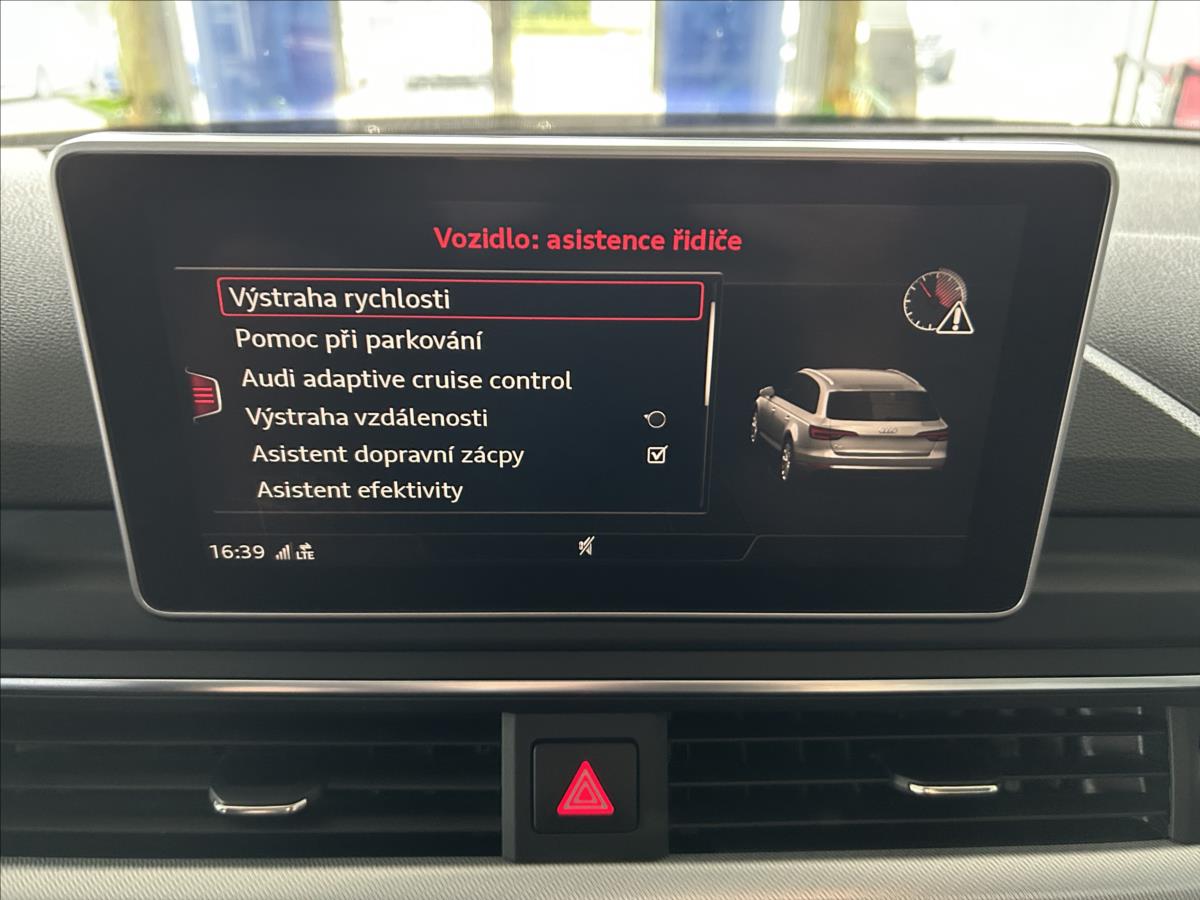 Vozidlo: asistence řidiče
Výstraha rychlosti
Pomoc při parkování
Audi adaptive cruise control
Výstraha vzdálenosti
Asistent dopravní zácpy
Asistent efektivity
16:39 LTE